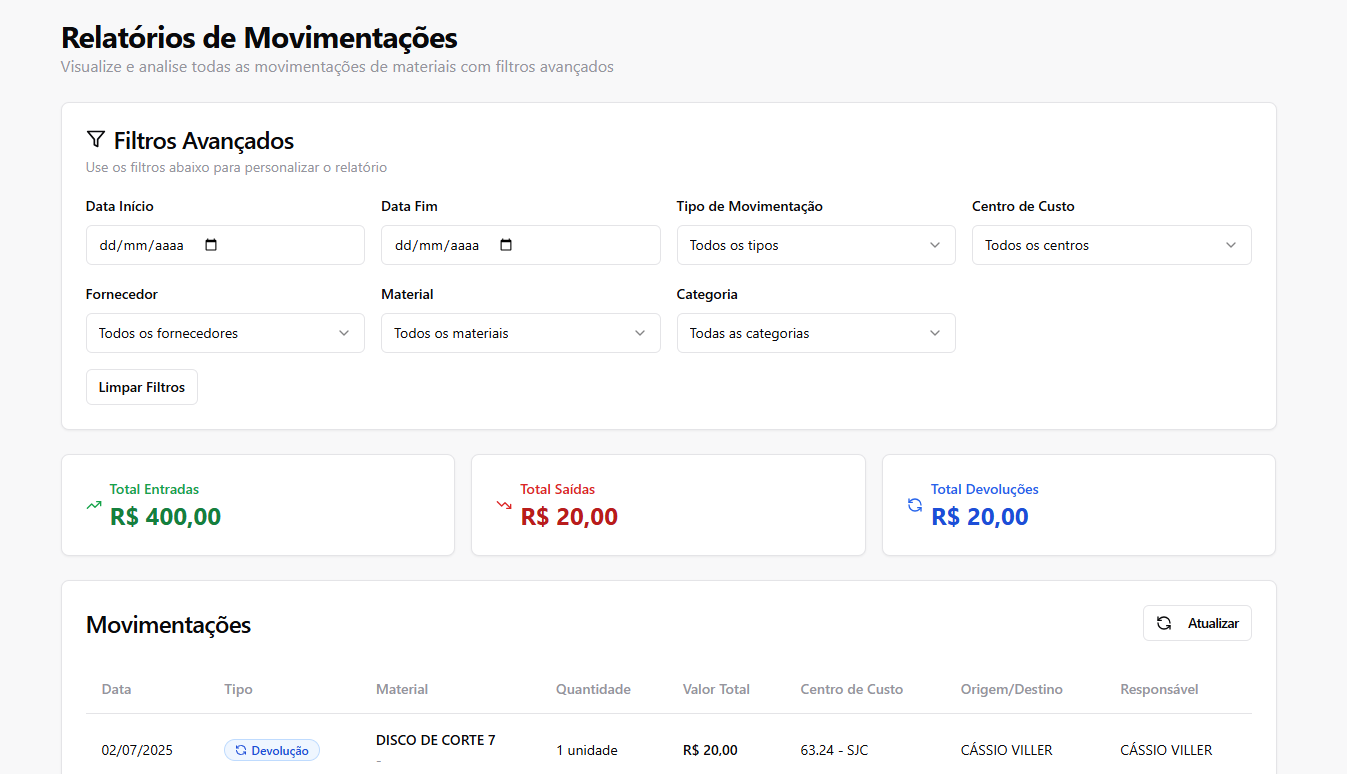 Relatórios de Movimentações
Visualize e analise todas as movimentações de materiais com filtros avançados
Filtros Avançados
Use os filtros abaixo para personalizar o relatório
Data Início Data Fim Tipo de Movimentação Centro de Custo
dd/mm/aaaa dd/mm/aaaa Todos os tipos Todos os centros
Fornecedor Material Categoria
Todos os fornecedores Todos os materiais Todas as categorias
Limpar Filtros
Total Entradas
R$ 400,00
Total Saídas
R$ 20,00
Total Devoluções
R$ 20,00
Movimentações
Atualizar
Data Tipo Material Quantidade Valor Total Centro de Custo Origem/Destino Responsável
02/07/2025 Devolução DISCO DE CORTE 7 1 unidade R$ 20,00 63.24 - SJC CÁSSIO VILLER CÁSSIO VILLER
-